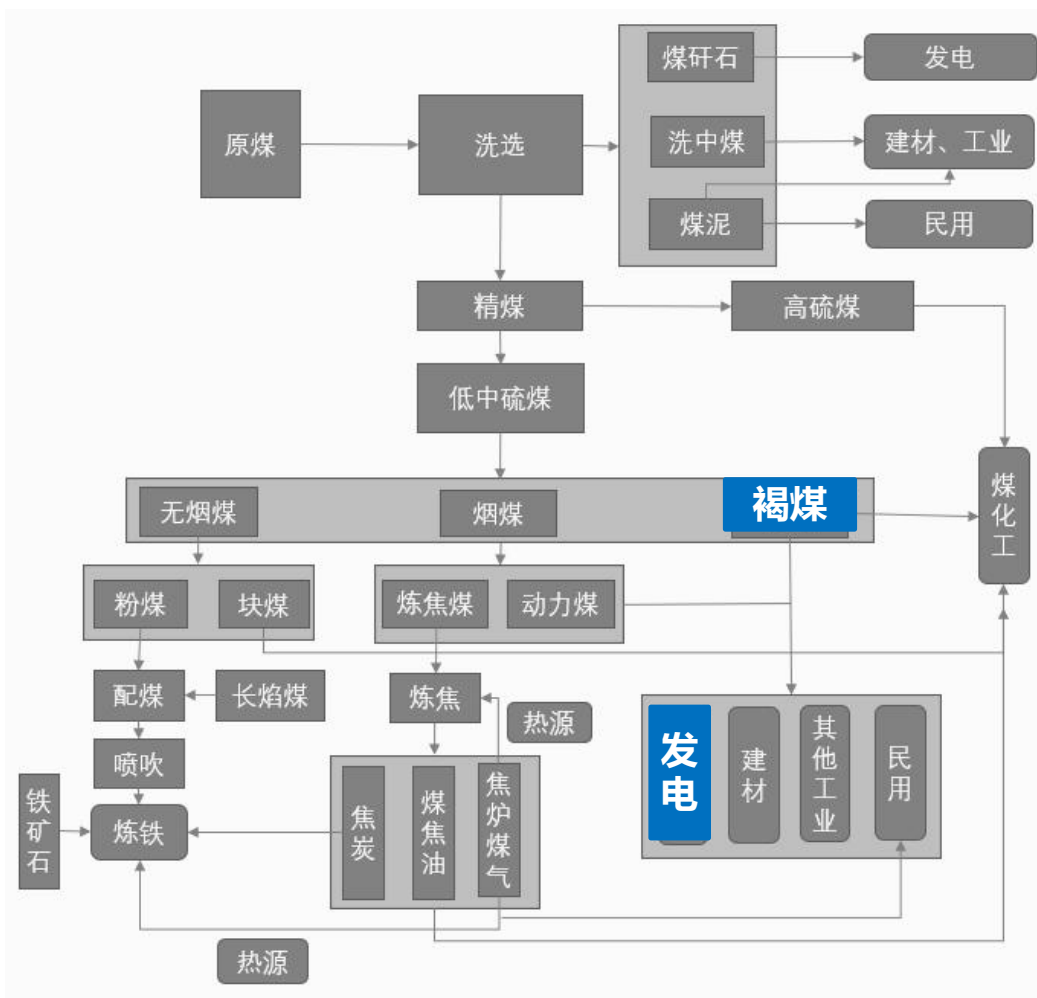 煤矸石
发电
原煤
洗选
洗中煤
建材、工业
煤泥
民用
精煤
高硫煤
低中硫煤
无烟煤
烟煤
褐煤
煤化工
粉煤
块煤
炼焦煤
动力煤
配煤
长焰煤
炼焦
热源
喷吹
铁矿石
炼铁
焦炭
煤焦油
焦炉煤气
发电
建材
其他工业
民用
热源